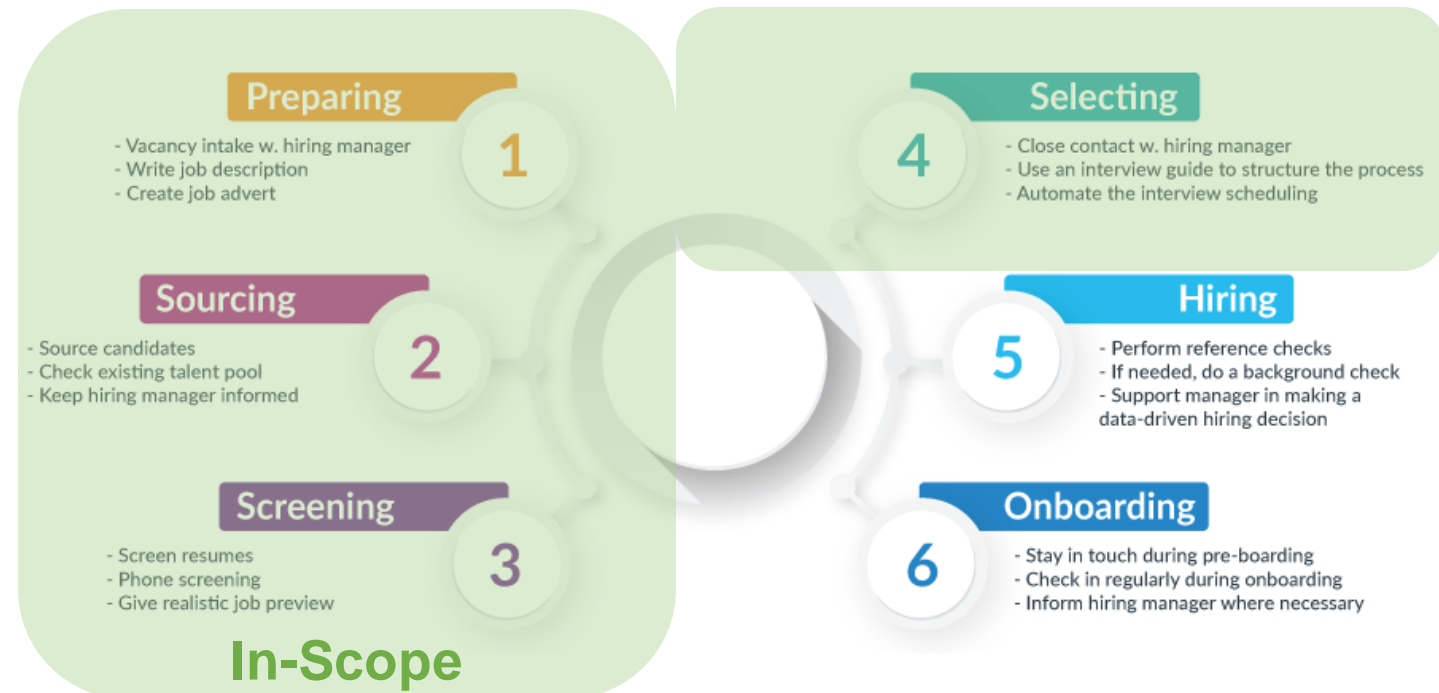 Preparing
1
- Vacancy intake w. hiring manager
- Write job description
- Create job advert
Sourcing
2
- Source candidates
- Check existing talent pool
- Keep hiring manager informed
Screening
3
- Screen resumes
- Phone screening
- Give realistic job preview
In-Scope
Selecting
4
- Close contact w. hiring manager
- Use an interview guide to structure the process
- Automate the interview scheduling
Hiring
5
- Perform reference checks
- If needed, do a background check
- Support manager in making a
data-driven hiring decision
Onboarding
6
- Stay in touch during pre-boarding
- Check in regularly during onboarding
- Inform hiring manager where necessary